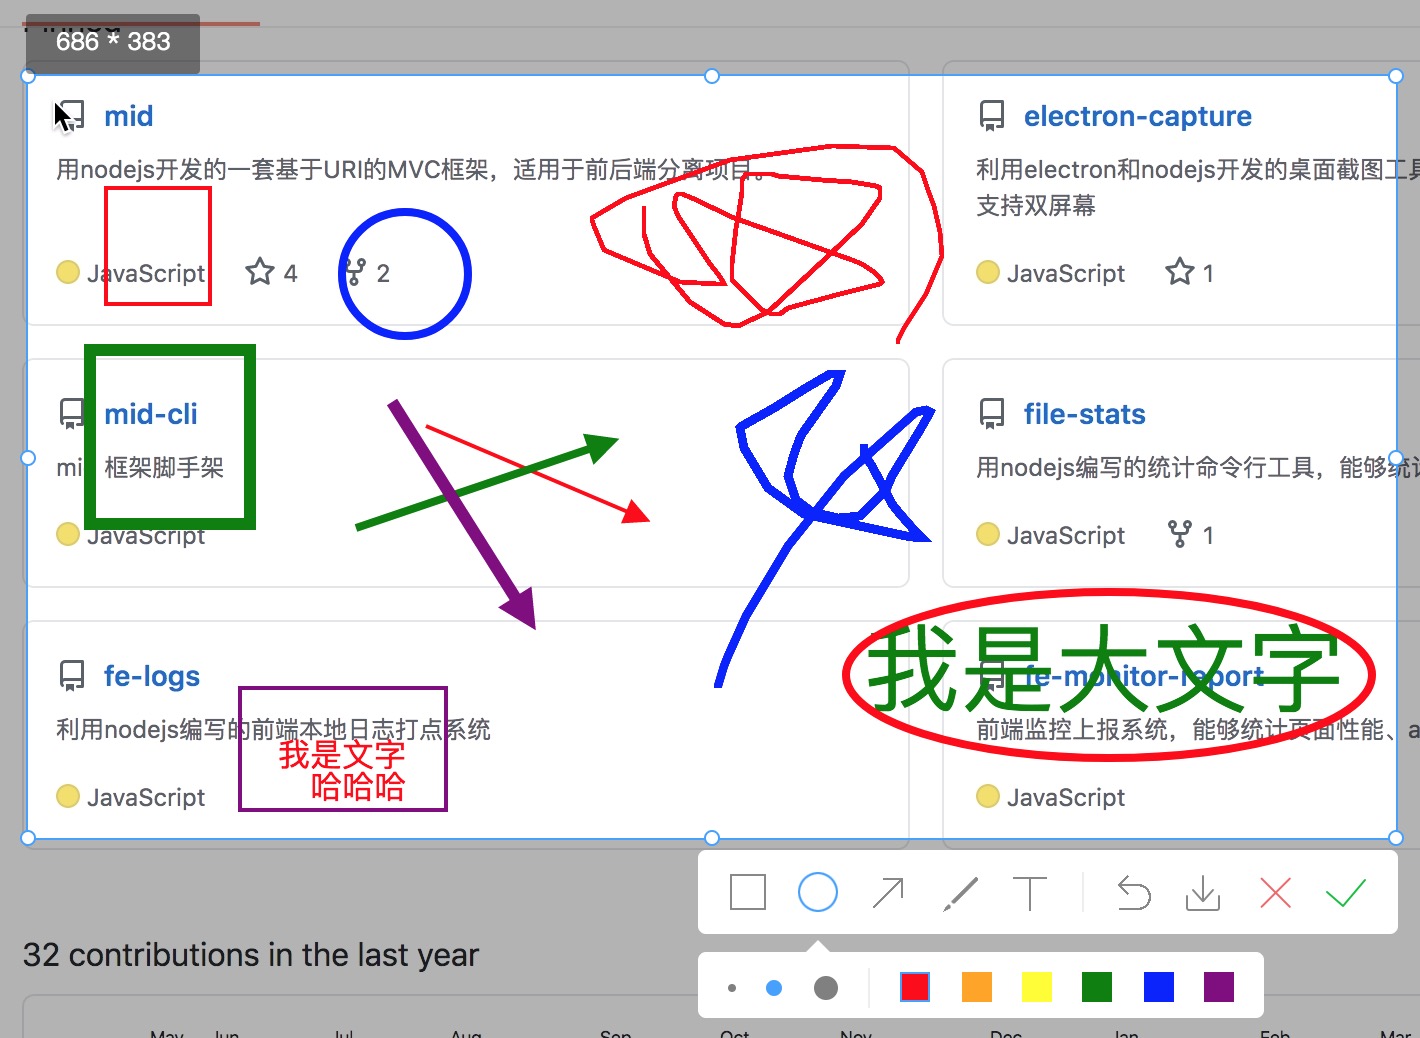 686 * 383
mid
用nodejs开发的一套基于URI的MVC框架，适用于前后端分离项目。
JavaScript
4
2
electron-capture
利用electron和nodejs开发的桌面截图工具
支持双屏幕
JavaScript
1
mid-cli
mi 框架脚手架
JavaScript
file-stats
用nodejs编写的统计命令行工具，能够统计
JavaScript
1
fe-logs
利用nodejs编写的前端本地日志打点系统
我是文字
哈哈哈
JavaScript
我是大文字
fe-monitor-report
前端监控上报系统，能够统计页面性能、a
JavaScript
32 contributions in the last year
May Jun Jul Aug Sep Oct Nov Dec Jan Feb Mar